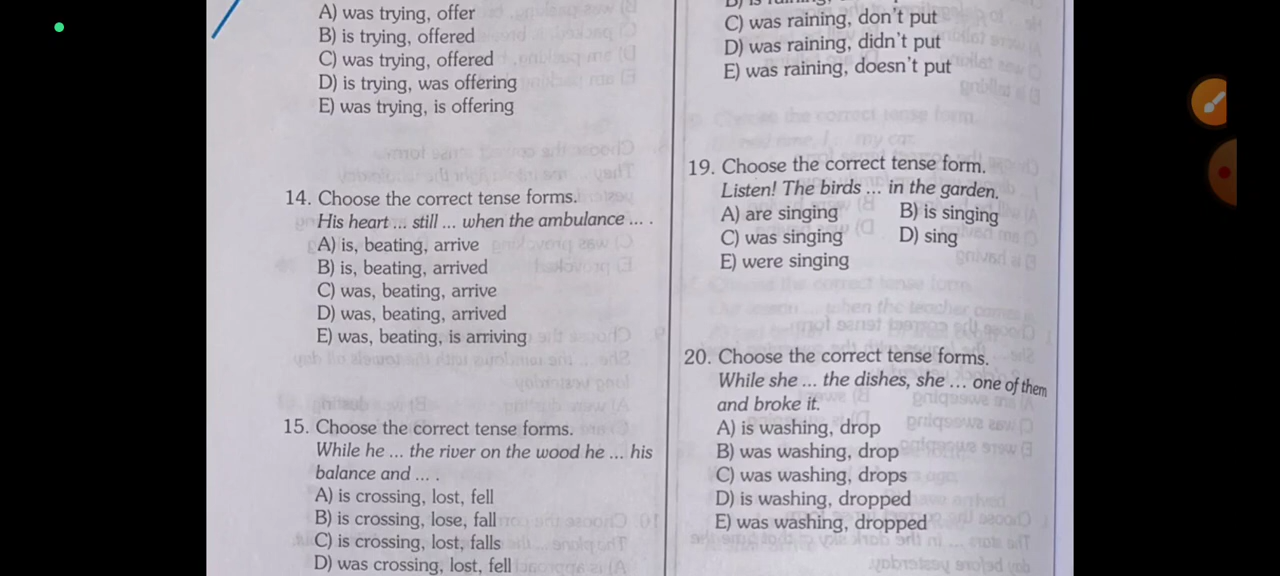 A) was trying, offer
B) is trying, offered
C) was trying, offered
D) is trying, was offering
E) was trying, is offering
14. Choose the correct tense forms.
His heart ... still ... when the ambulance ... .
A) is, beating, arrive
B) is, beating, arrived
C) was, beating, arrive
D) was, beating, arrived
E) was, beating, is arriving
15. Choose the correct tense forms.
While he ... the river on the wood he ... his
balance and ... .
A) is crossing, lost, fell
B) is crossing, lose, fall
C) is crossing, lost, falls
D) was crossing, lost, fell
C) was raining, don't put
D) was raining, didn't put
E) was raining, doesn't put
19. Choose the correct tense form.
Listen! The birds ... in the garden.
A) are singing B) is singing
C) was singing D) sing
E) were singing
20. Choose the correct tense forms.
While she ... the dishes, she ... one of them
and broke it.
A) is washing, drop
B) was washing, drop
C) was washing, drops
D) is washing, dropped
E) was washing, dropped